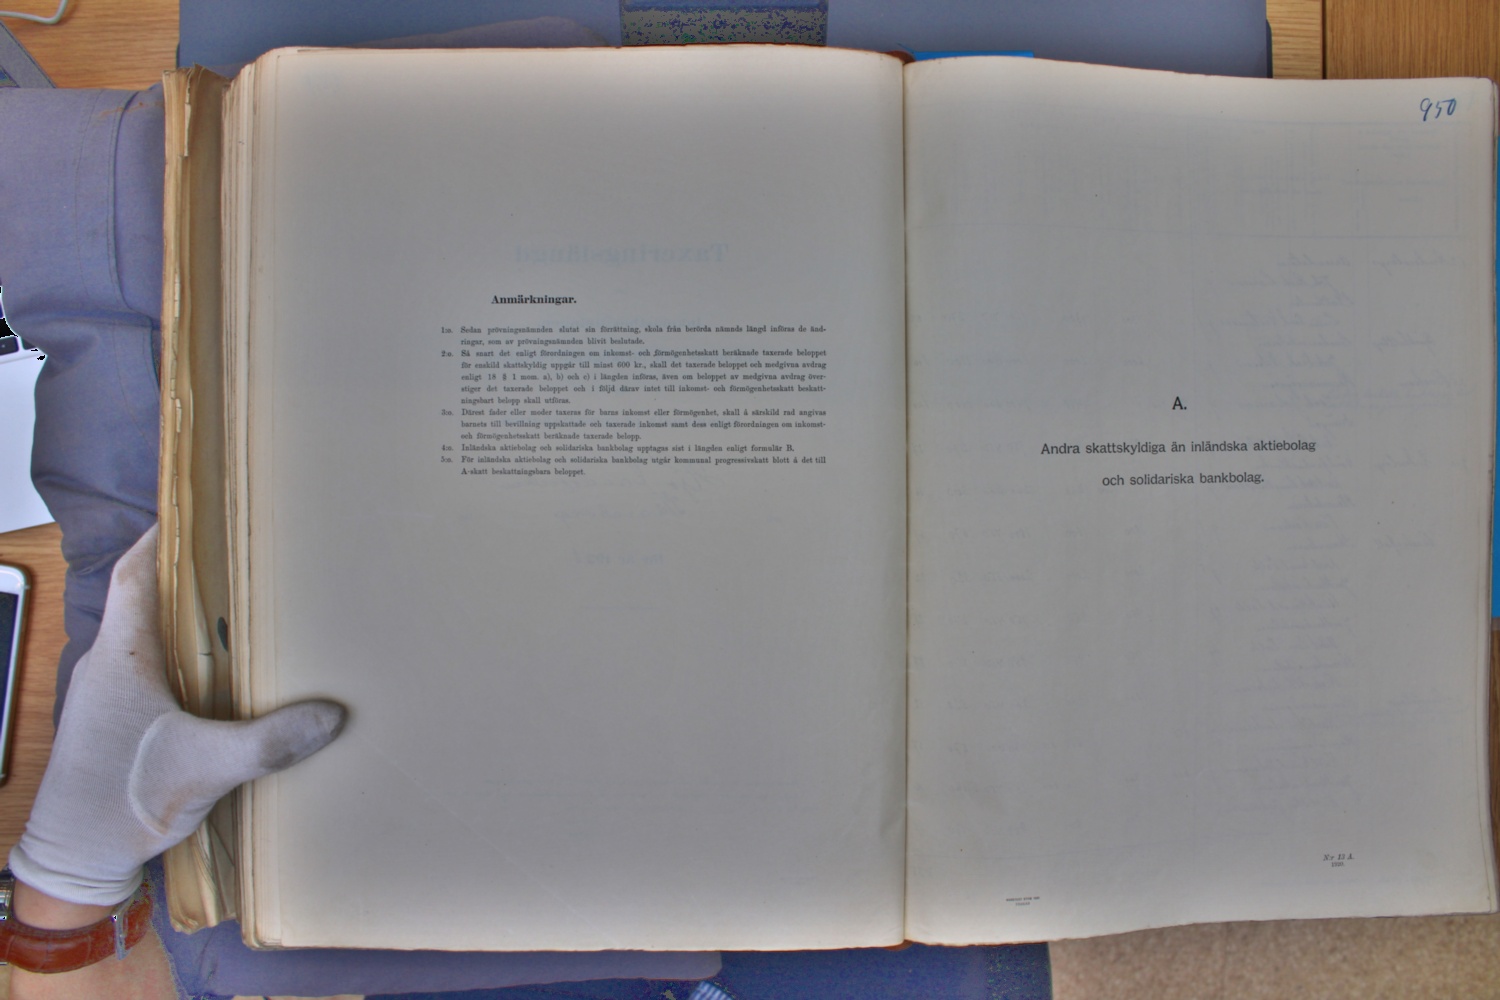 Anmärkningar.
1:o. Sedan prövningsnämnden slutat sin förrättning, skola från berörda nämnds längd införas de änd-
ringar, som av prövningsnämnden blivit beslutade.
2:o. Så snart det enligt förordningen om inkomst- och förmögenhetsskatt beräknade taxerade beloppet
för enskild skattskyldig uppgår till minst 600 kr., skall det taxerade beloppet och medgivna avdrag
enligt 18 § 1 mom. a), b) och c) i längden införas, även om beloppet av medgivna avdrag över-
stiger det taxerade beloppet och i följd därav intet till inkomst- och förmögenhetsskatt beskatt-
ningsbart belopp skall utföras.
3:o. Därest fader eller moder taxeras för barns inkomst eller förmögenhet, skall å särskild rad angivas
barnets till bevillning uppskattade och taxerade inkomst samt dess enligt förordningen om inkomst-
och förmögenhetsskatt beräknade taxerade belopp.
4:o. Inländska aktiebolag och solidariska bankbolag upptagas sist i längden enligt formulär B.
5:o. För inländska aktiebolag och solidariska bankbolag utgår kommunal progressivskatt blott å det till
A-skatt beskattningsbara beloppet.
950
A.
Andra skattskyldiga än inländska aktiebolag
och solidariska bankbolag.
Nr 13 A.